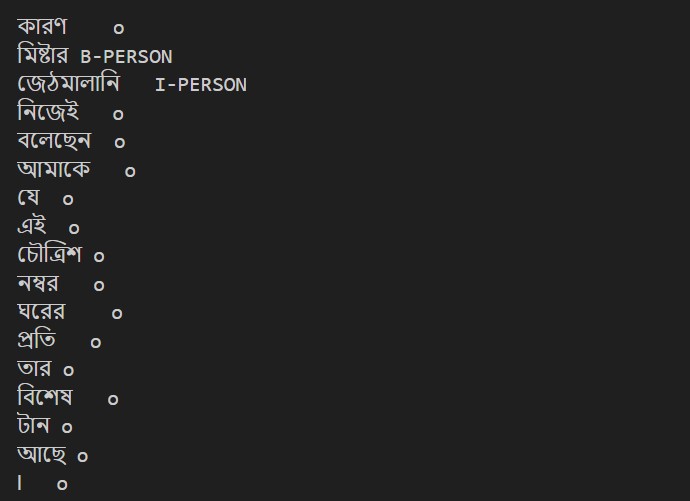 কারণ o
মিষ্টার B-PERSON
জেঠমালানি I-PERSON
নিজেই o
বলেছেন o
আমাকে o
যে o
এই o
চৌত্রিশ o
নম্বর o
ঘরের o
প্রতি o
তার o
বিশেষ o
টান o
আছে o
। o